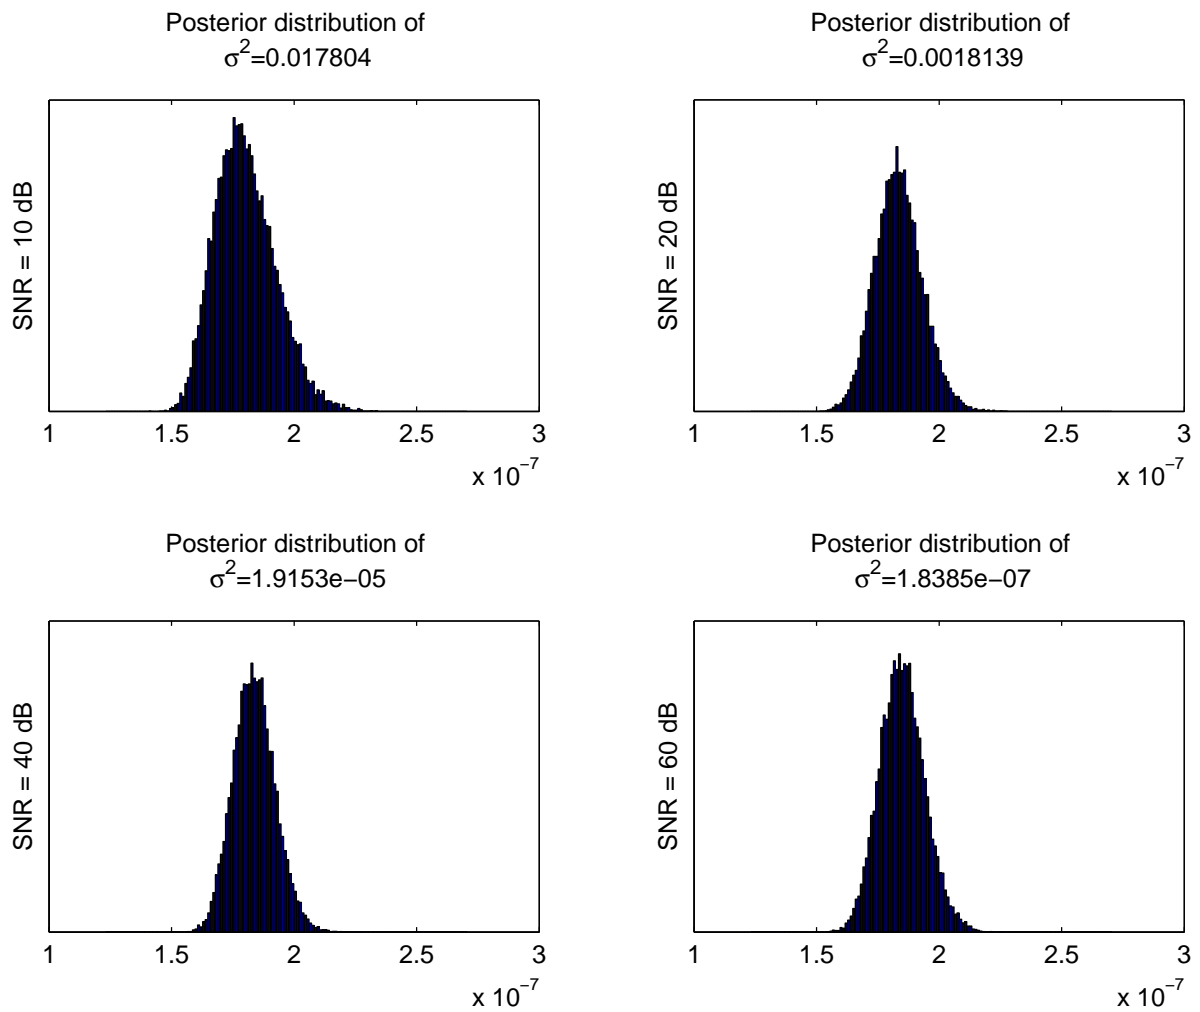 Posterior distribution of
σ²=0.017804
SNR = 10 dB
1 1.5 2 2.5 3
x 10⁻⁷
Posterior distribution of
σ²=0.0018139
SNR = 20 dB
1 1.5 2 2.5 3
x 10⁻⁷
Posterior distribution of
σ²=1.9153e−05
SNR = 40 dB
1 1.5 2 2.5 3
x 10⁻⁷
Posterior distribution of
σ²=1.8385e−07
SNR = 60 dB
1 1.5 2 2.5 3
x 10⁻⁷